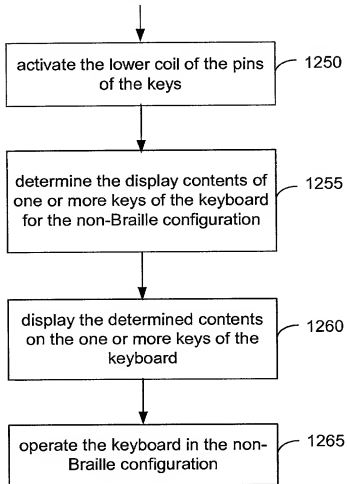 activate the lower coil of the pins
of the keys
1250
determine the display contents of
one or more keys of the keyboard
for the non-Braille configuration
1255
display the determined contents
on the one or more keys of the
keyboard
1260
operate the keyboard in the non-
Braille configuration
1265